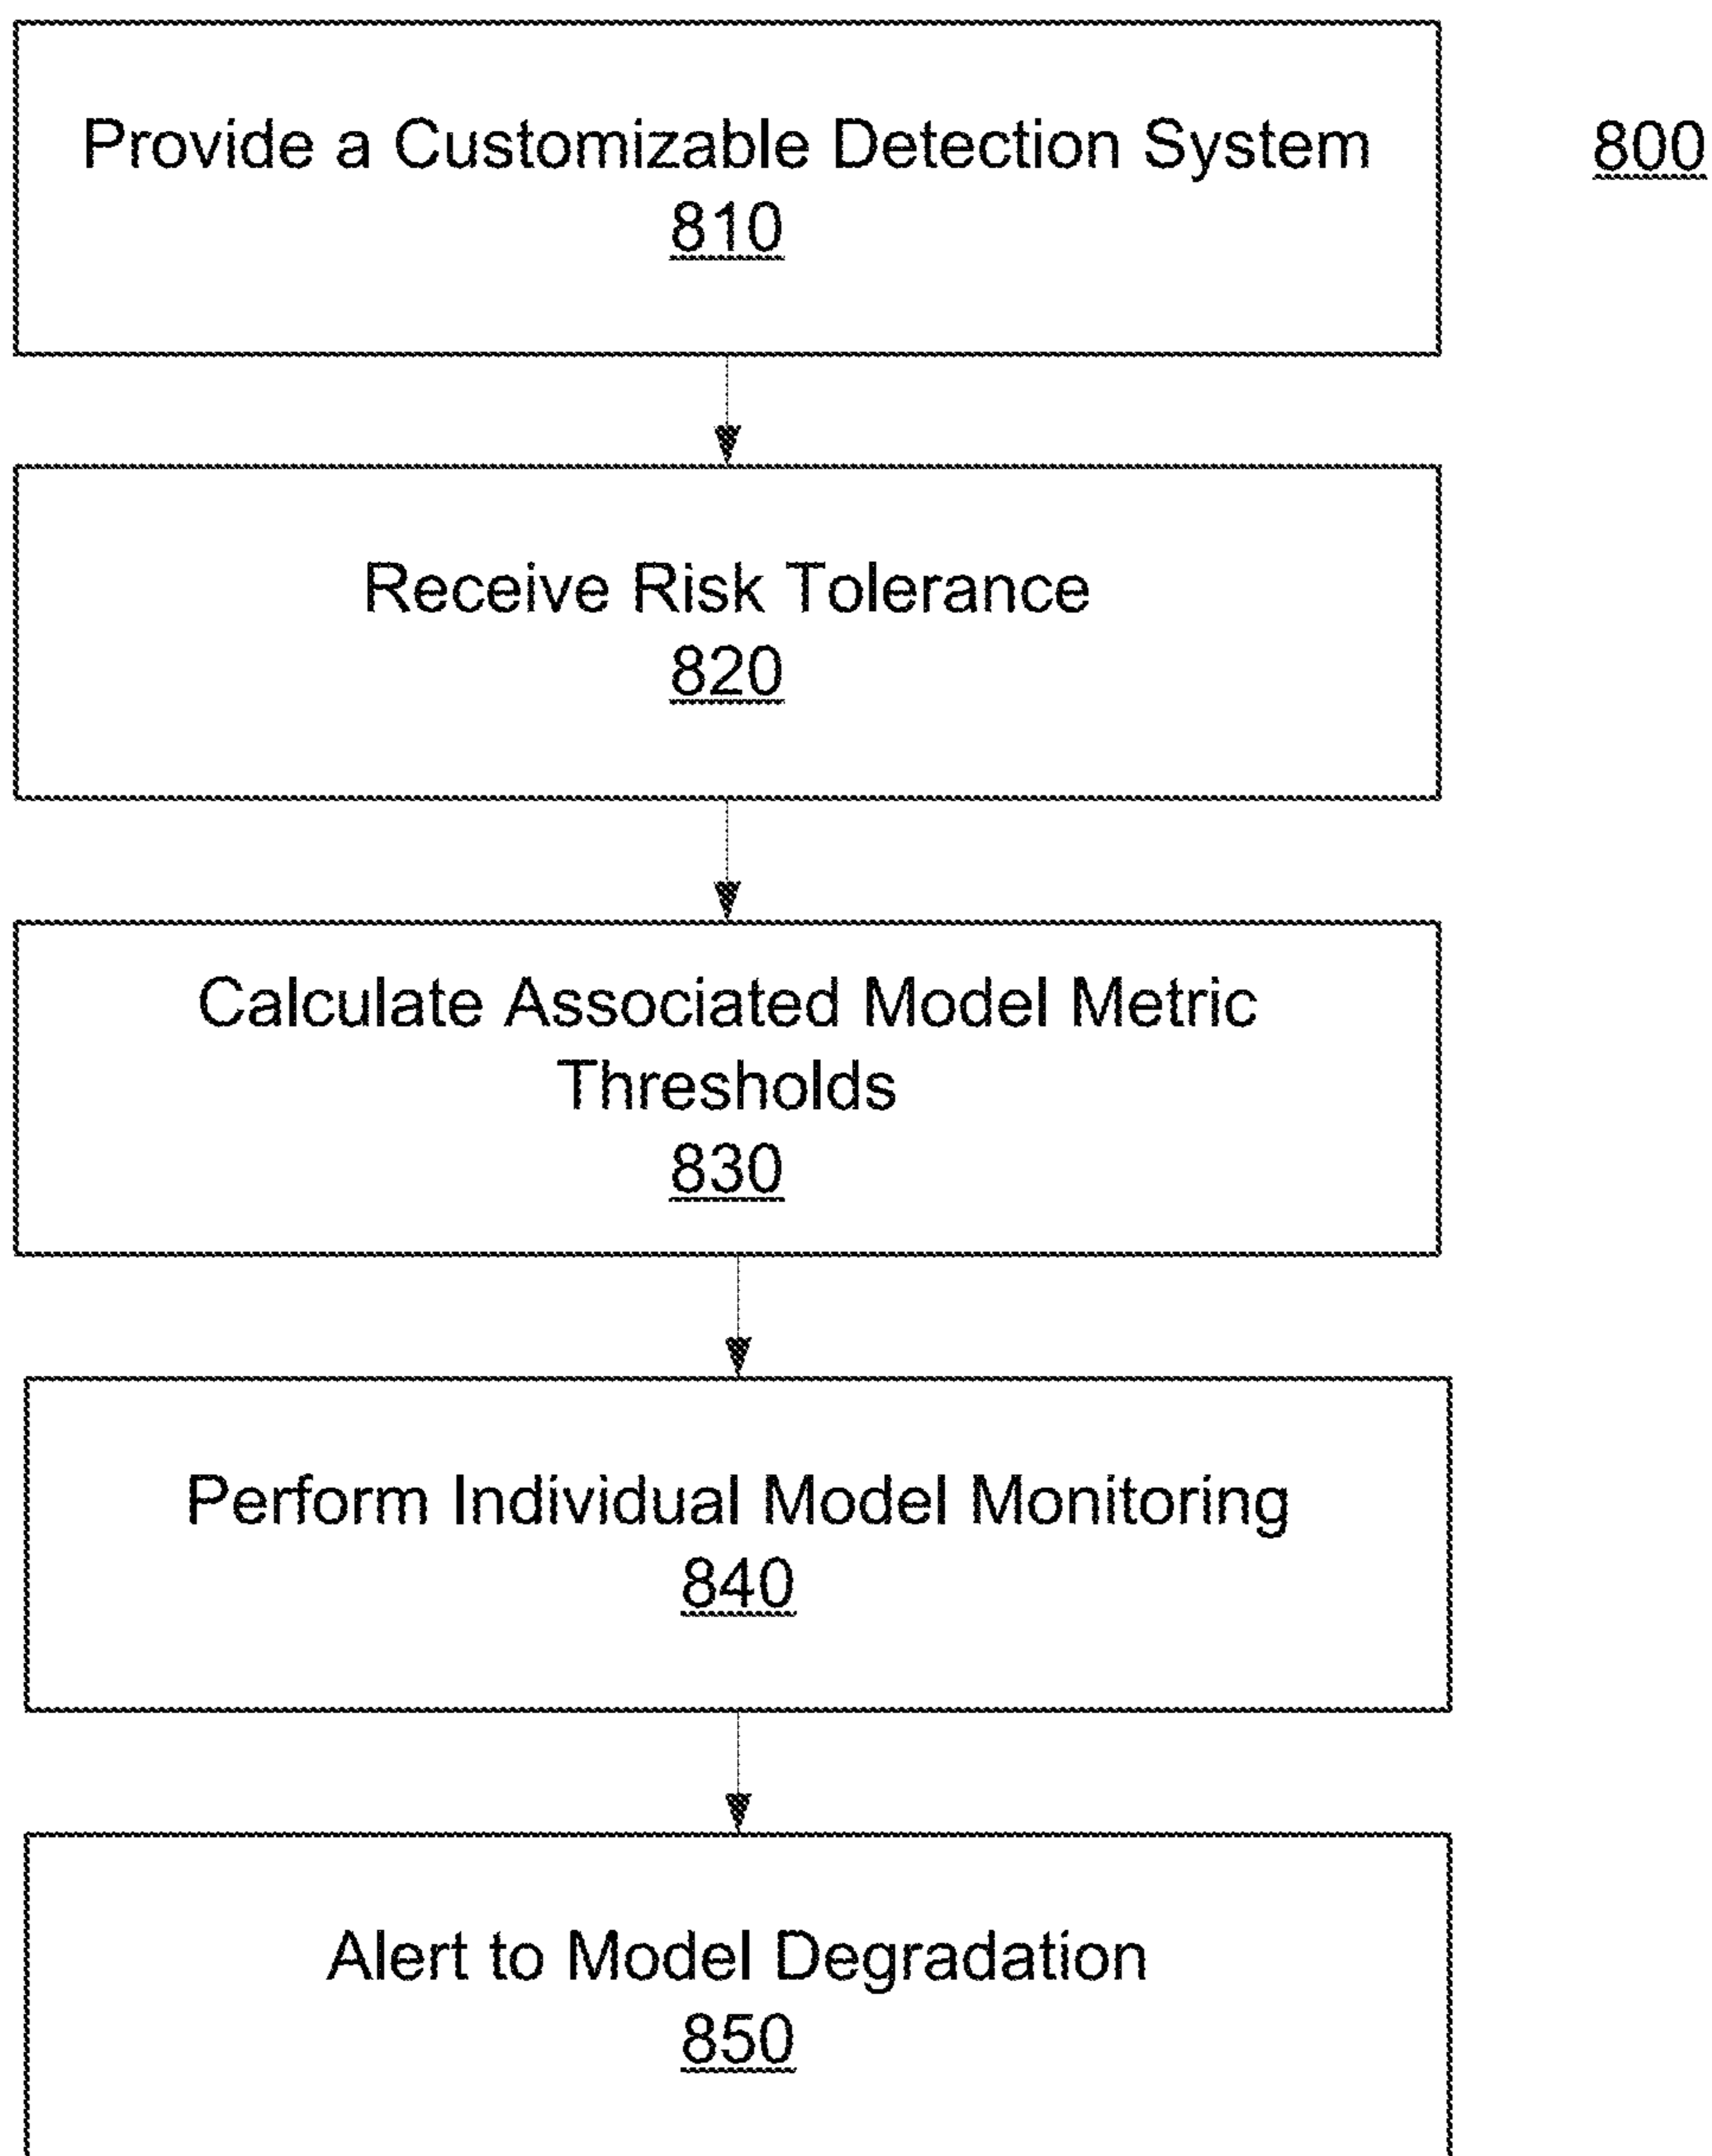 Provide a Customizable Detection System
810
800
Receive Risk Tolerance
820
Calculate Associated Model Metric
Thresholds
830
Perform Individual Model Monitoring
840
Alert to Model Degradation
850